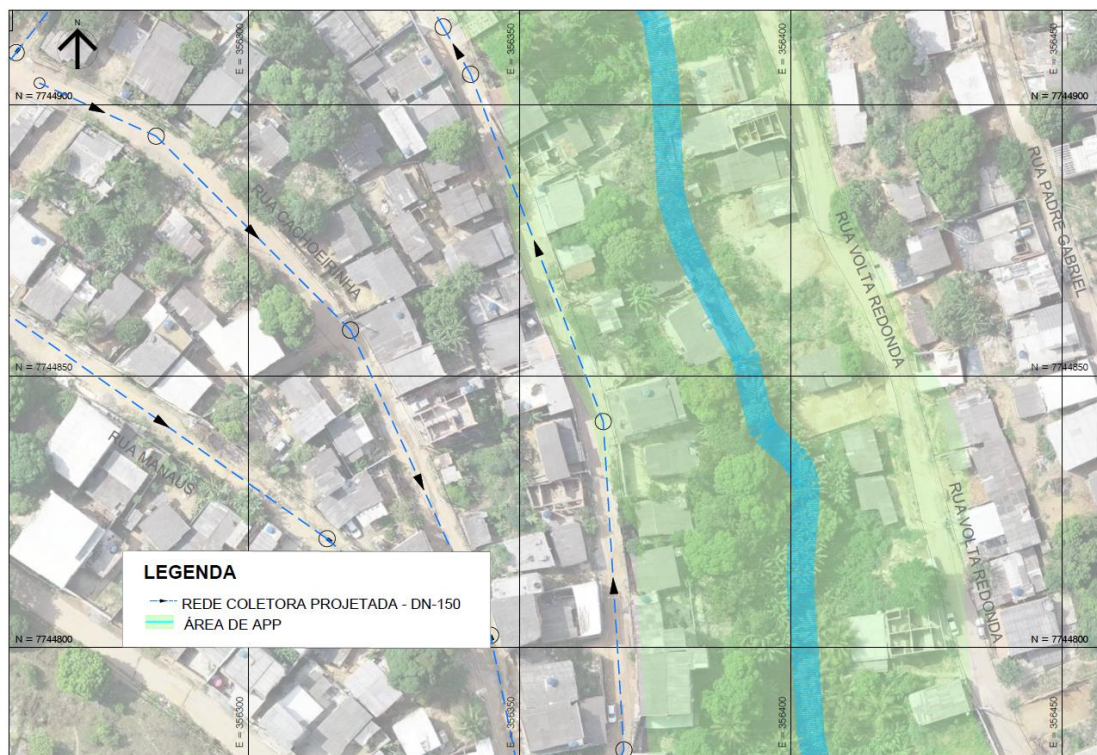 N
E = 356300
E = 356350
E = 356400
E = 356450
N = 7744900
N = 7744900
RUA CACHOEIRINHA
RUA PADRE GABRIEL
RUA VOLTA REDONDA
N = 7744850
N = 7744850
RUA MANAUS
RUA VOLTA REDONDA
LEGENDA
REDE COLETORA PROJETADA - DN-150
ÁREA DE APP
N = 7744800
N = 7744800
E = 356300
E = 356350
E = 356400
E = 356450